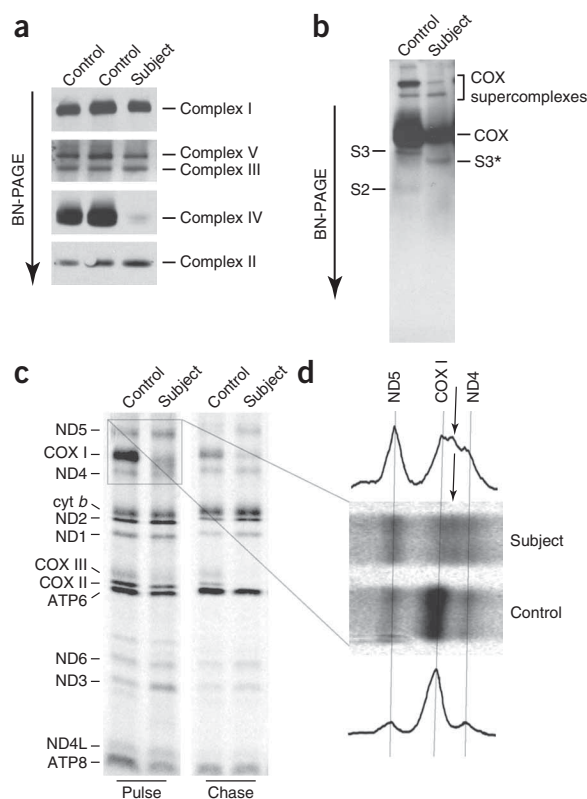 a
Control
Control
Subject
BN-PAGE
Complex I
Complex V
Complex III
Complex IV
Complex II
b
Control
Subject
COX
supercomplexes
COX
S3
S3*
S2
BN-PAGE
c
Control
Subject
Control
Subject
ND5
COX I
ND4
cyt b
ND2
ND1
COX III
COX II
ATP6
ND6
ND3
ND4L
ATP8
Pulse
Chase
d
ND5
COX I
ND4
Subject
Control